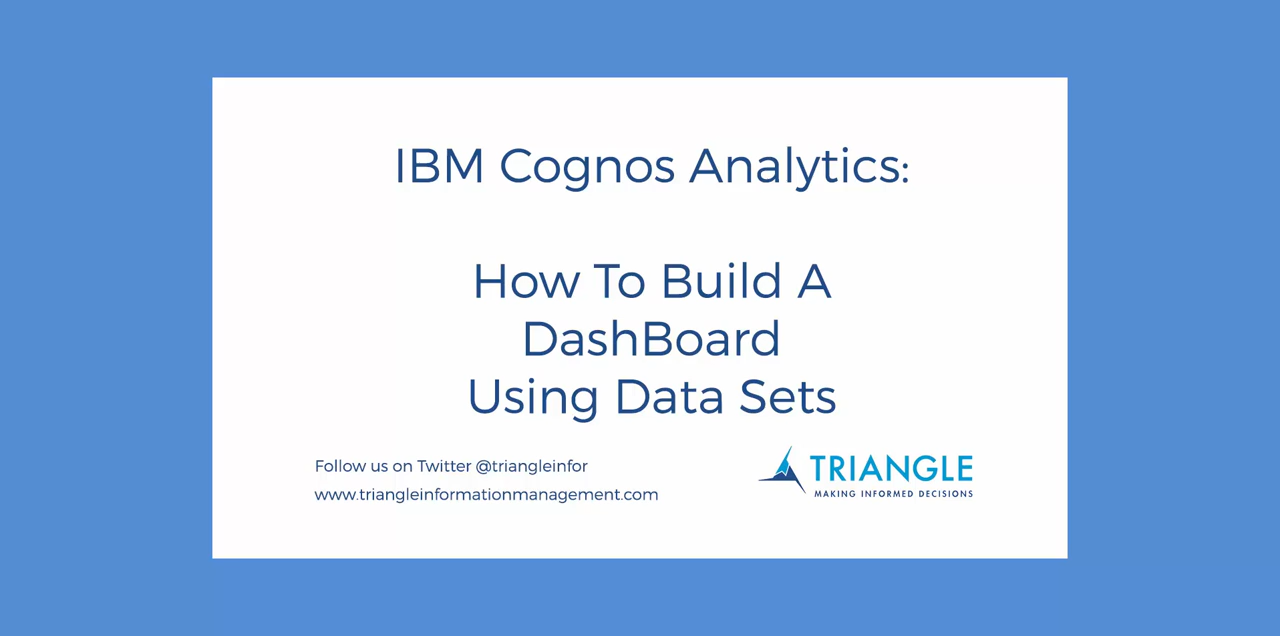 IBM Cognos Analytics:
How To Build A
DashBoard
Using Data Sets
Follow us on Twitter @triangleinfor
www.triangleinformationmanagement.com
TRIANGLE
MAKING INFORMED DECISIONS